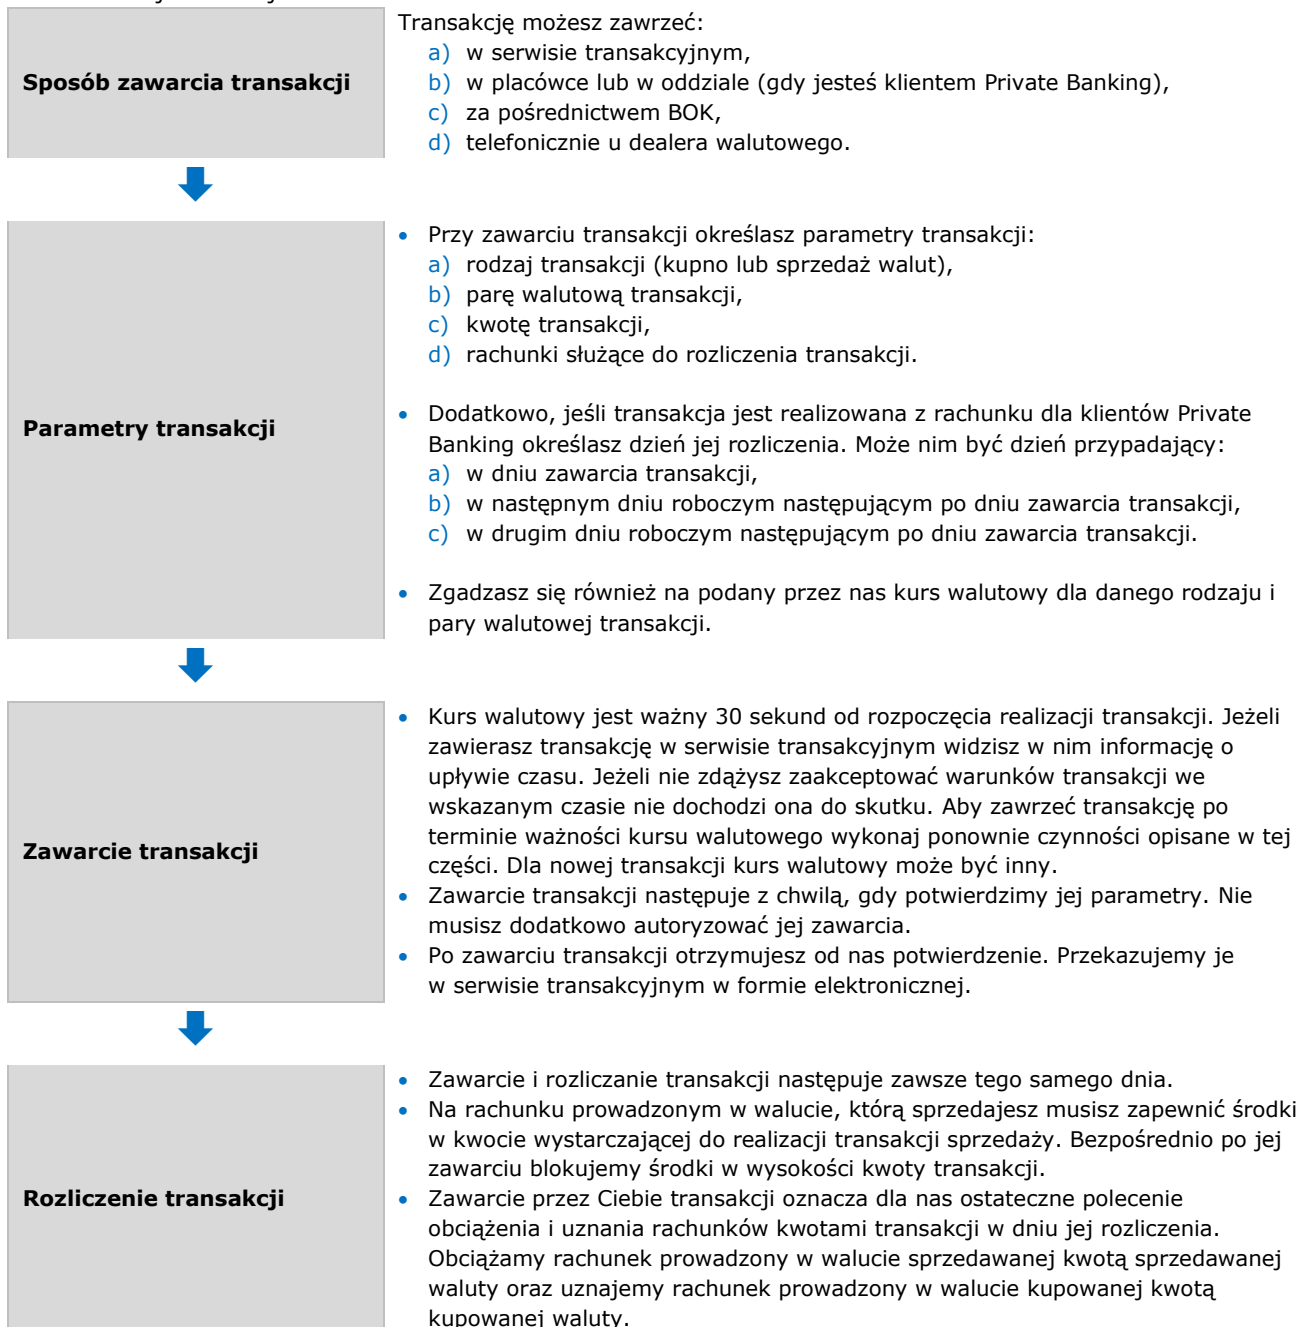 Transakcję możesz zawrzeć:
Sposób zawarcia transakcji
a) w serwisie transakcyjnym,
b) w placówce lub w oddziale (gdy jesteś klientem Private Banking),
c) za pośrednictwem BOK,
d) telefonicznie u dealera walutowego.
Parametry transakcji
• Przy zawarciu transakcji określasz parametry transakcji:
a) rodzaj transakcji (kupno lub sprzedaż walut),
b) parę walutową transakcji,
c) kwotę transakcji,
d) rachunki służące do rozliczenia transakcji.
• Dodatkowo, jeśli transakcja jest realizowana z rachunku dla klientów Private
Banking określasz dzień jej rozliczenia. Może nim być dzień przypadający:
a) w dniu zawarcia transakcji,
b) w następnym dniu roboczym następującym po dniu zawarcia transakcji,
c) w drugim dniu roboczym następującym po dniu zawarcia transakcji.
• Zgadzasz się również na podany przez nas kurs walutowy dla danego rodzaju i
pary walutowej transakcji.
Zawarcie transakcji
• Kurs walutowy jest ważny 30 sekund od rozpoczęcia realizacji transakcji. Jeżeli
zawierasz transakcję w serwisie transakcyjnym widzisz w nim informację o
upływie czasu. Jeżeli nie zdążysz zaakceptować warunków transakcji we
wskazanym czasie nie dochodzi ona do skutku. Aby zawrzeć transakcję po
terminie ważności kursu walutowego wykonaj ponownie czynności opisane w tej
części. Dla nowej transakcji kurs walutowy może być inny.
• Zawarcie transakcji następuje z chwilą, gdy potwierdzimy jej parametry. Nie
musisz dodatkowo autoryzować jej zawarcia.
• Po zawarciu transakcji otrzymujesz od nas potwierdzenie. Przekazujemy je
w serwisie transakcyjnym w formie elektronicznej.
Rozliczenie transakcji
• Zawarcie i rozliczanie transakcji następuje zawsze tego samego dnia.
• Na rachunku prowadzonym w walucie, którą sprzedajesz musisz zapewnić środki
w kwocie wystarczającej do realizacji transakcji sprzedaży. Bezpośrednio po jej
zawarciu blokujemy środki w wysokości kwoty transakcji.
• Zawarcie przez Ciebie transakcji oznacza dla nas ostateczne polecenie
obciążenia i uznania rachunków kwotami transakcji w dniu jej rozliczenia.
Obciążamy rachunek prowadzony w walucie sprzedawanej kwotą sprzedawanej
waluty oraz uznajemy rachunek prowadzony w walucie kupowanej kwotą
kupowanej waluty.